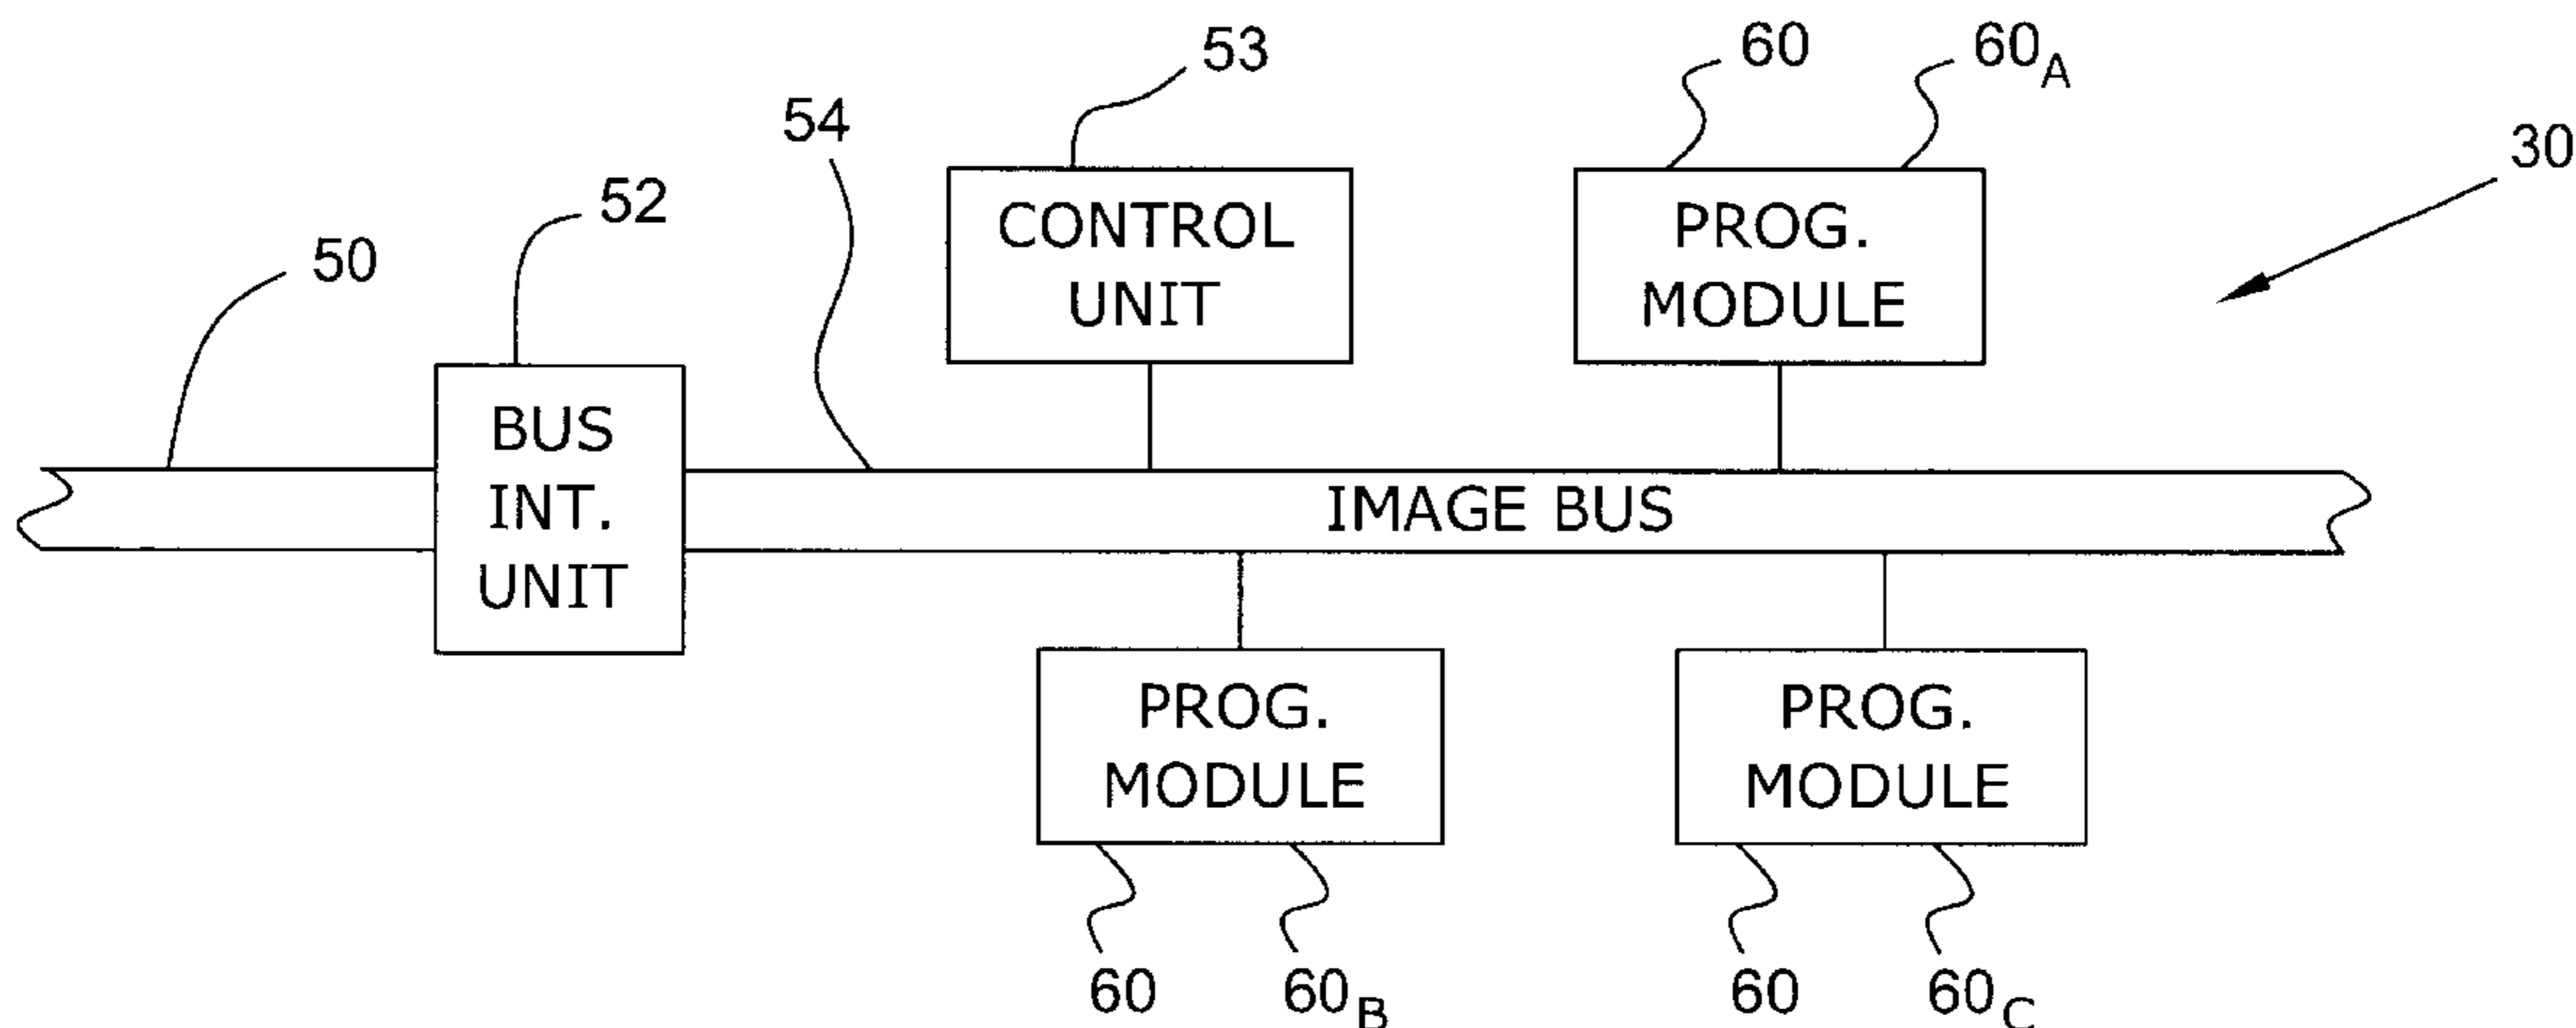 53
60
60A
54
30
52
50
CONTROL
UNIT
PROG.
MODULE
BUS
INT.
UNIT
IMAGE BUS
PROG.
MODULE
PROG.
MODULE
60
60B
60
60C